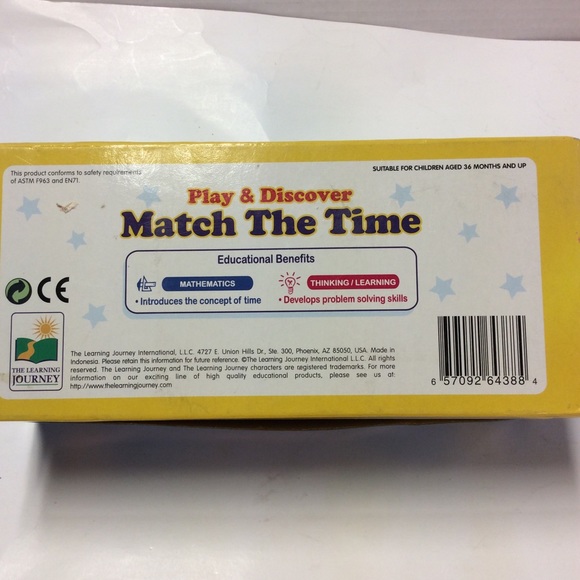 This product conforms to safety requirements
of ASTM F963 and EN71.
SUITABLE FOR CHILDREN AGED 36 MONTHS AND UP
Play & Discover
Match The Time
Educational Benefits
MATHEMATICS
• Introduces the concept of time
THINKING / LEARNING
• Develops problem solving skills
CE
THE LEARNING
JOURNEY
The Learning Journey International, L.L.C. 4727 E. Union Hills Dr., Ste. 300, Phoenix, AZ 85050, USA. Made in
Indonesia. Please retain this information for future reference. ©The Learning Journey International L.L.C. All rights
reserved. The Learning Journey and The Learning Journey characters are registered trademarks. For more
information on our exciting line of high quality educational products, please see us at:
http://www.thelearningjourney.com
6 57092 64388 4